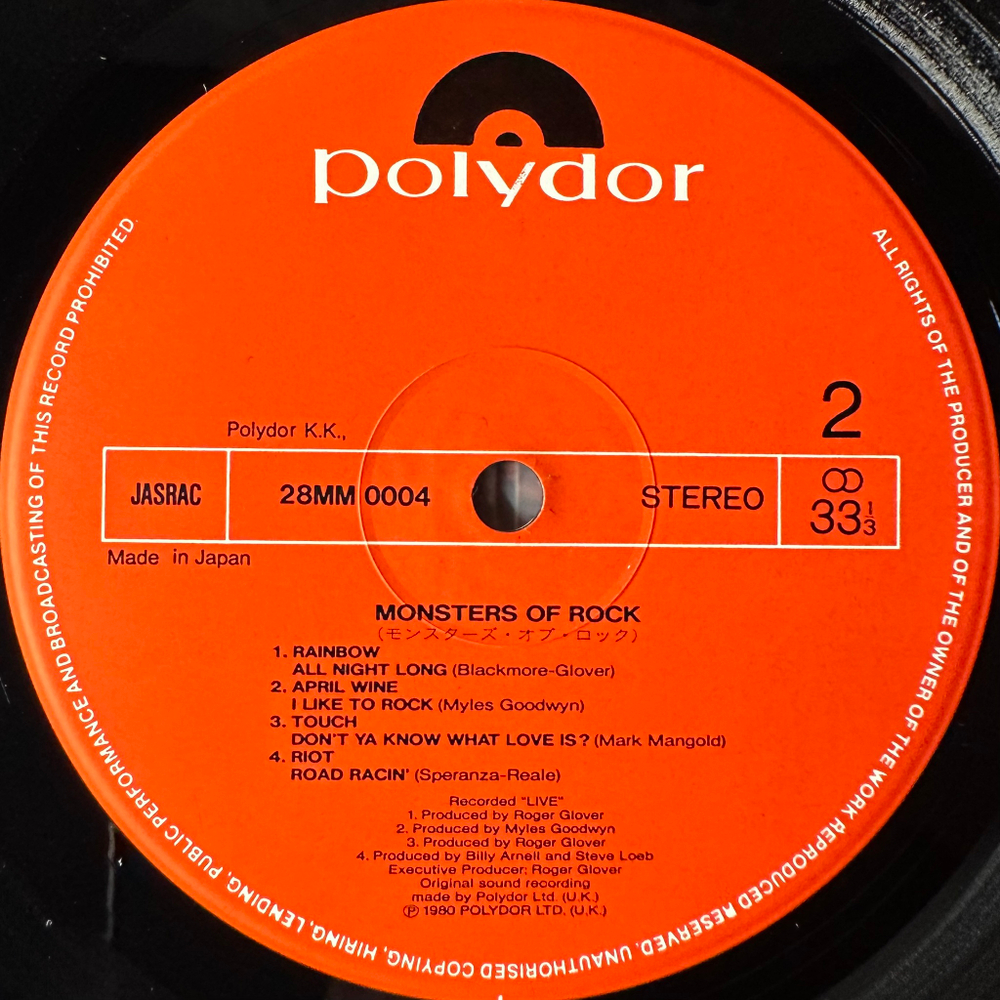 polydor
ALL RIGHTS OF THE PRODUCER AND OF THE OWNER OF THE WORK REPRODUCED RESERVED. UNAUTHORISED COPYING, HIRING, LENDING, PUBLIC PERFORMANCE AND BROADCASTING OF THIS RECORD PROHIBITED.
2
Polydor K.K.,
JASRAC 28MM 0004 STEREO 33 1/3
Made in Japan
MONSTERS OF ROCK
(モンスターズ・オブ・ロック)
1. RAINBOW
ALL NIGHT LONG (Blackmore-Glover)
2. APRIL WINE
I LIKE TO ROCK (Myles Goodwyn)
3. TOUCH
DON'T YA KNOW WHAT LOVE IS? (Mark Mangold)
4. RIOT
ROAD RACIN' (Speranza-Reale)
Recorded "LIVE"
1. Produced by Roger Glover
2. Produced by Myles Goodwyn
3. Produced by Roger Glover
4. Produced by Billy Arnell and Steve Loeb
Executive Producer: Roger Glover
Original sound recording
made by Polydor Ltd. (U.K.)
Ⓟ 1980 POLYDOR LTD. (U.K.)